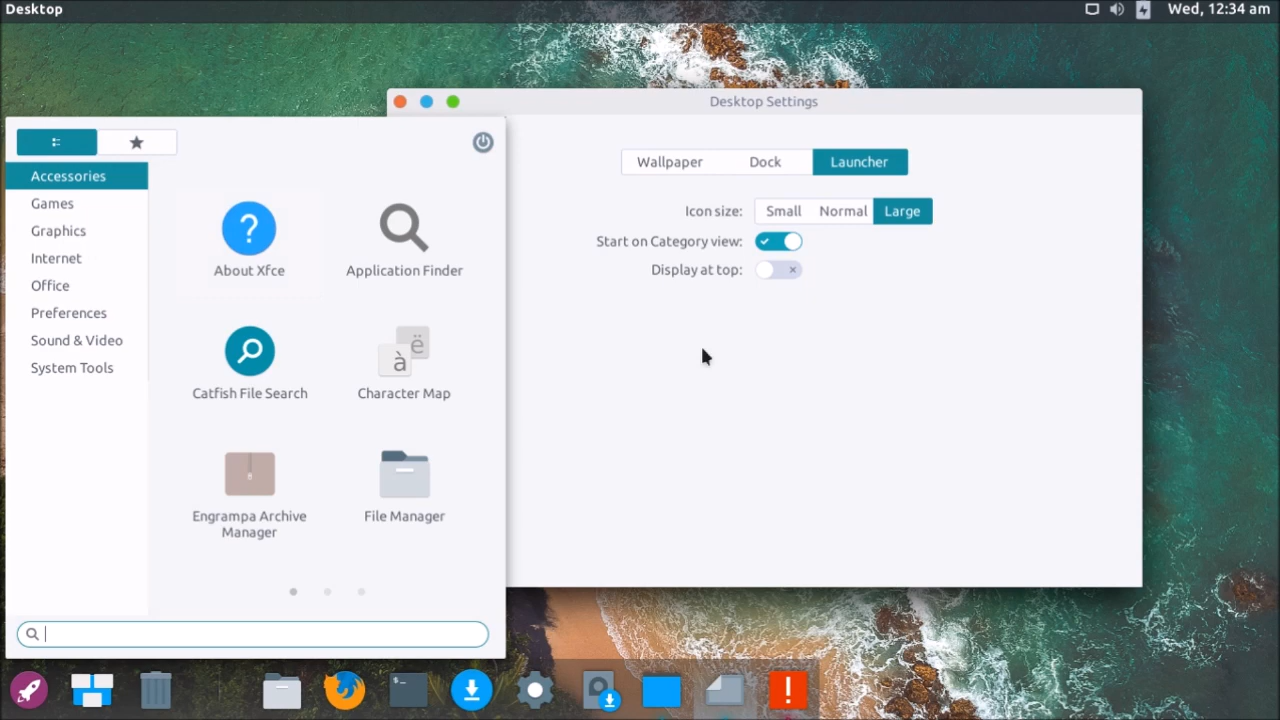 Desktop
Wed, 12:34 am
Desktop Settings
Wallpaper
Dock
Launcher
Icon size:
Small
Normal
Large
Start on Category view:
Display at top:
Accessories
Games
Graphics
Internet
Office
Preferences
Sound & Video
System Tools
?
About Xfce
Application Finder
Catfish File Search
à ë
Character Map
Engrampa Archive
Manager
File Manager
$_
!